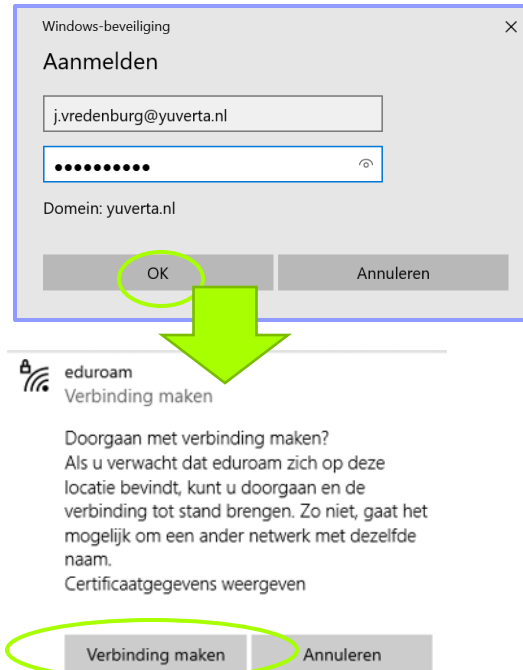 Windows-beveiliging
Aanmelden
j.vredenburg@yuverta.nl
••••••••••
Domein: yuverta.nl
OK
Annuleren
eduroam
Verbinding maken
Doorgaan met verbinding maken?
Als u verwacht dat eduroam zich op deze
locatie bevindt, kunt u doorgaan en de
verbinding tot stand brengen. Zo niet, gaat het
mogelijk om een ander netwerk met dezelfde
naam.
Certificaatgegevens weergeven
Verbinding maken
Annuleren